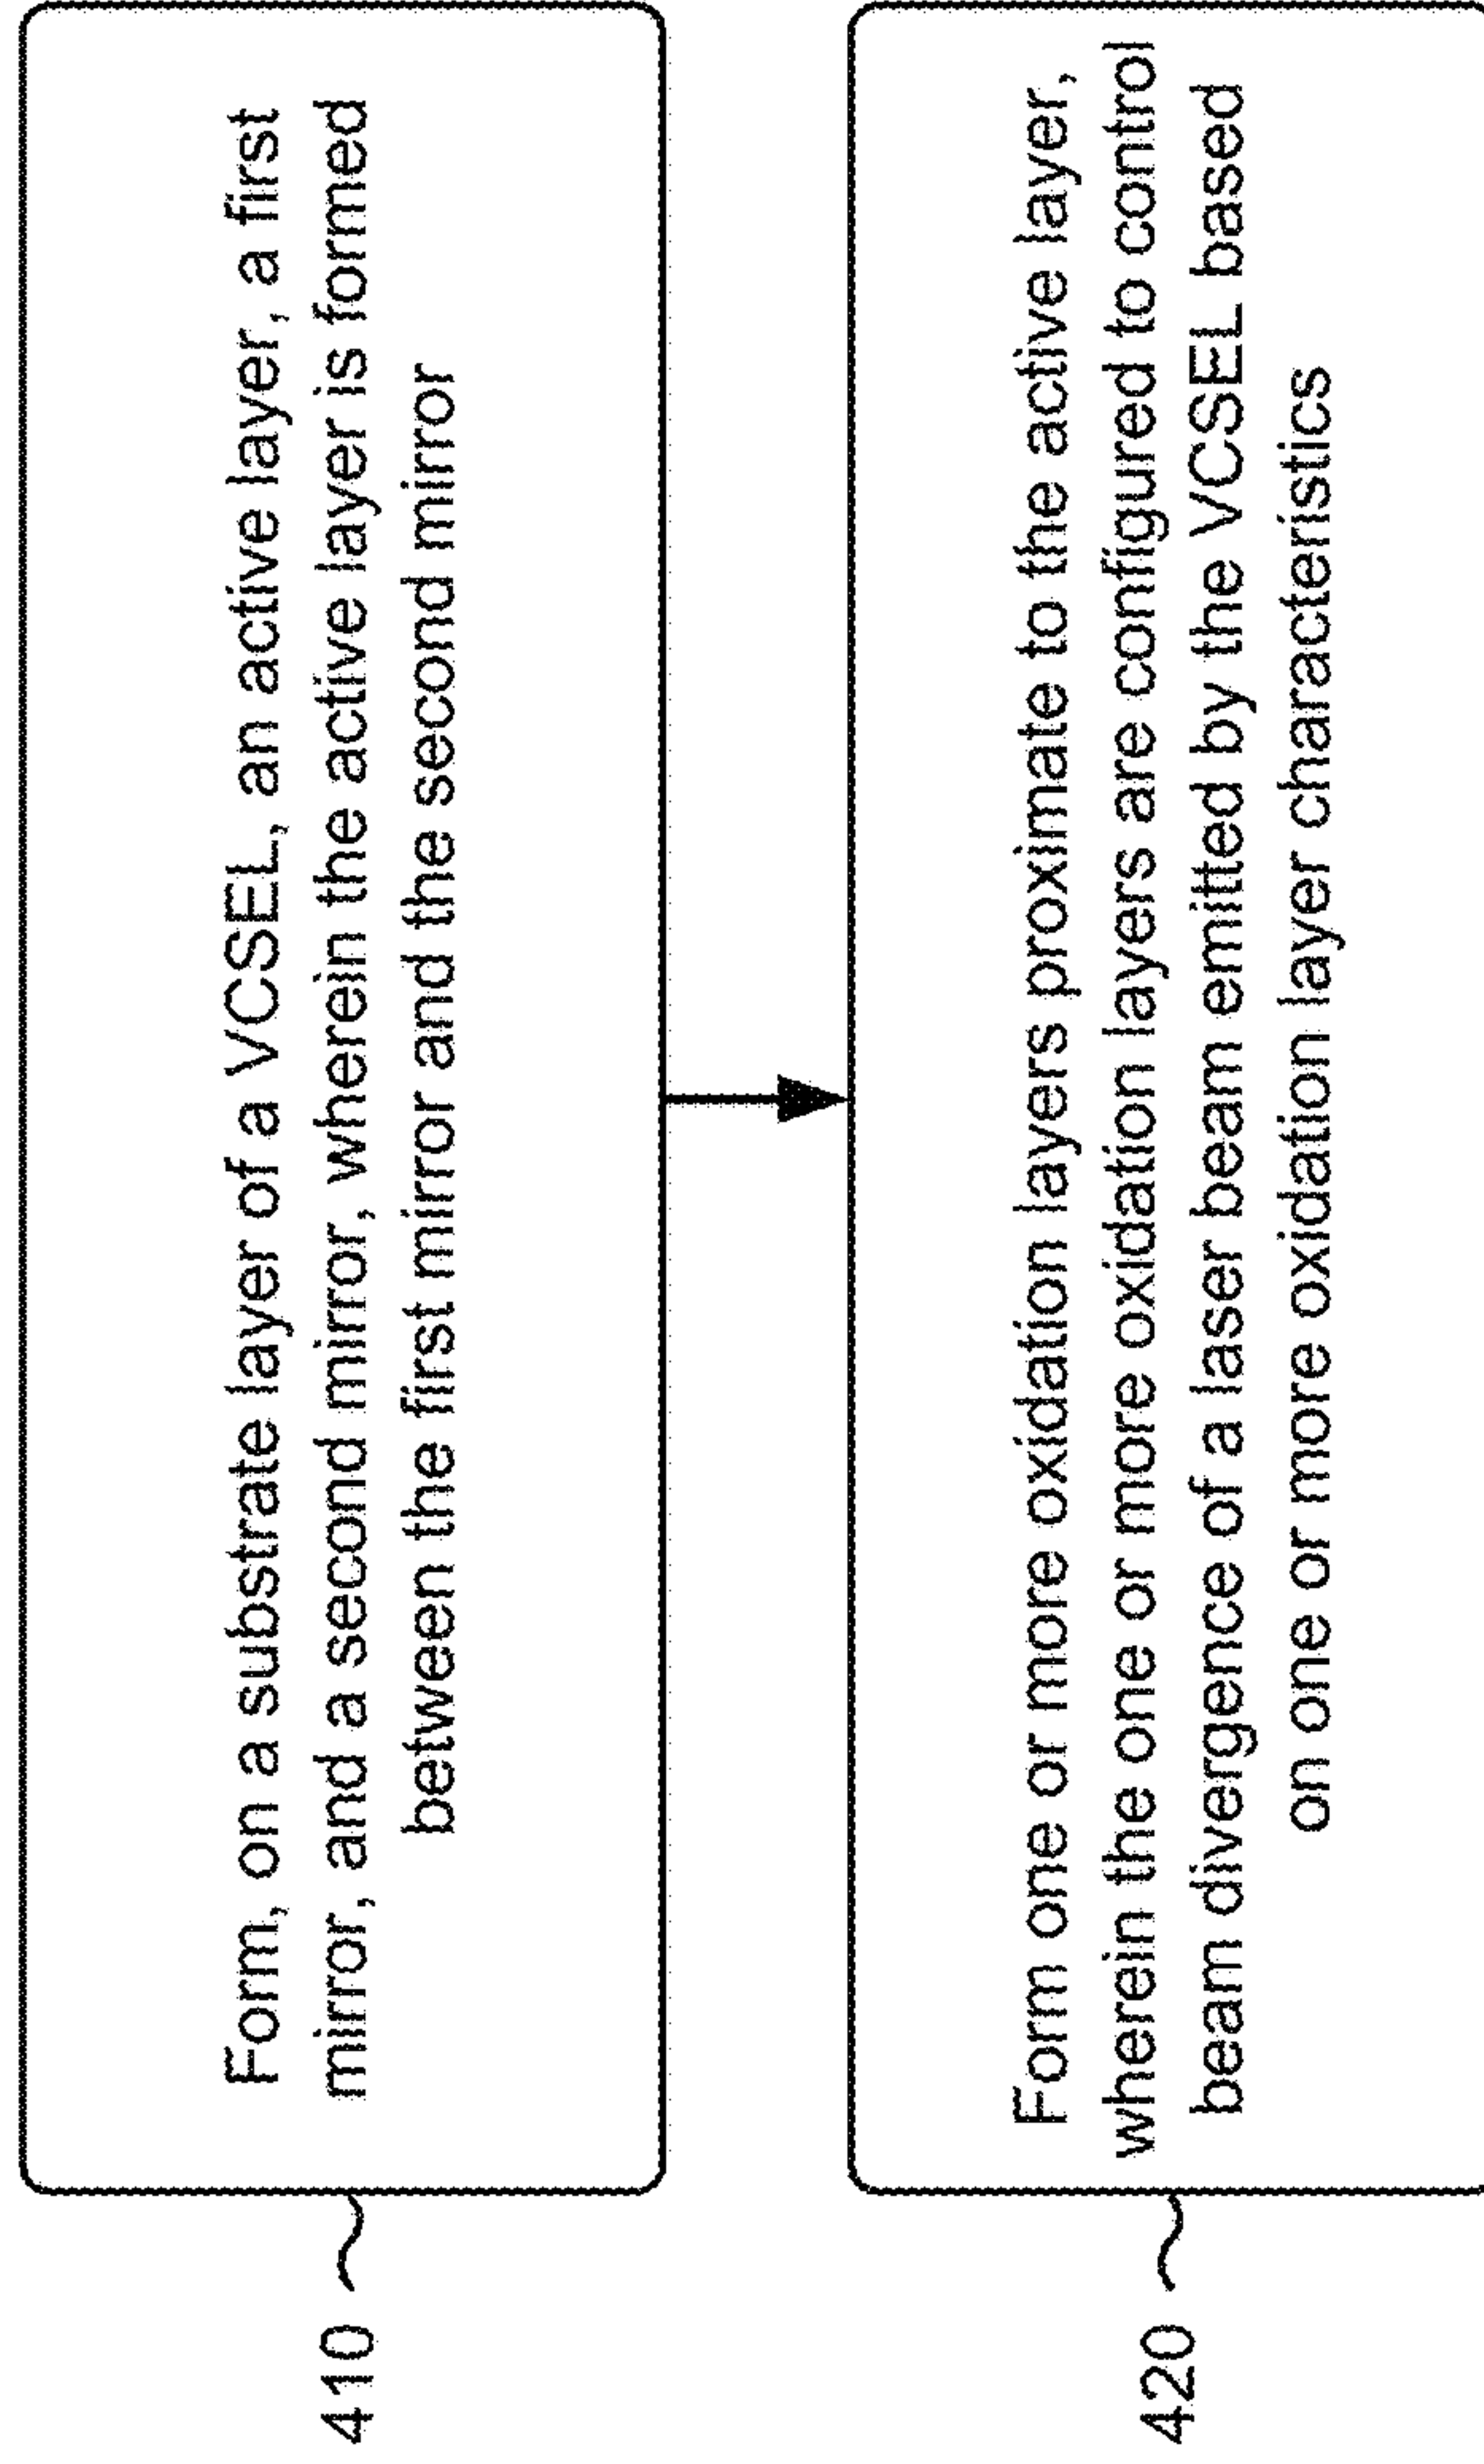 410
Form, on a substrate layer of a VCSEL, an active layer, a first
mirror, and a second mirror, wherein the active layer is formed
between the first mirror and the second mirror
420
Form one or more oxidation layers proximate to the active layer,
wherein the one or more oxidation layers are configured to control
beam divergence of a laser beam emitted by the VCSEL based
on one or more oxidation layer characteristics